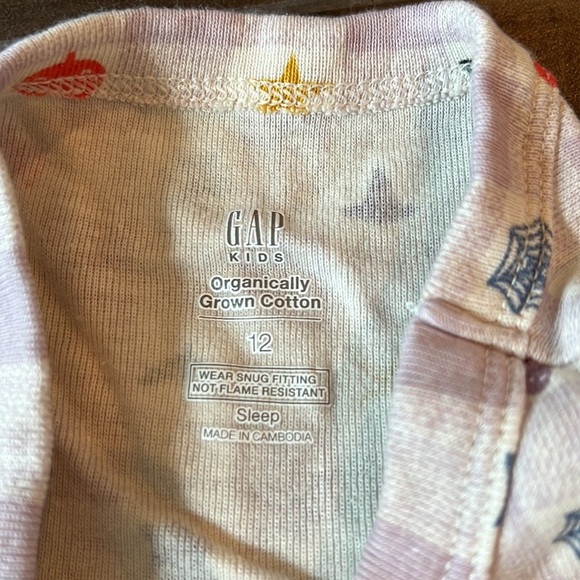 GAP
KIDS
Organically
Grown Cotton
12
WEAR SNUG FITTING
NOT FLAME RESISTANT
Sleep
MADE IN CAMBODIA